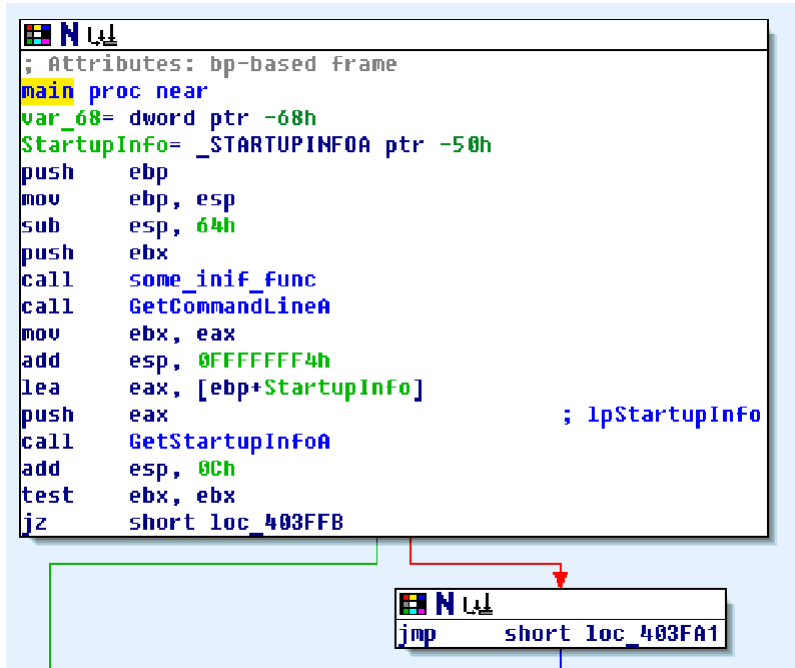 N
; Attributes: bp-based frame
main proc near
var_68= dword ptr -68h
StartupInfo= _STARTUPINFOA ptr -50h
push ebp
mov ebp, esp
sub esp, 64h
push ebx
call some_inif_func
call GetCommandLineA
mov ebx, eax
add esp, 0FFFFFFF4h
lea eax, [ebp+StartupInfo]
push eax ; lpStartupInfo
call GetStartupInfoA
add esp, 0Ch
test ebx, ebx
jz short loc_403FFB
N
jmp short loc_403FA1